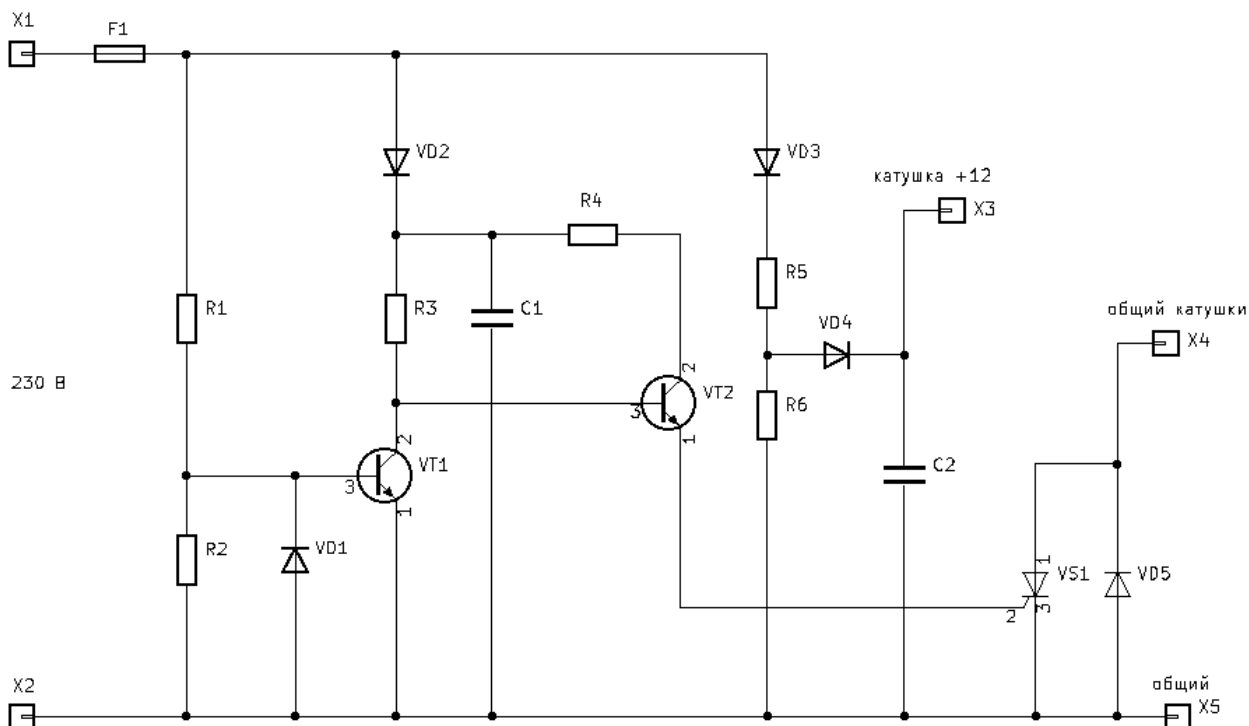 X1
F1
VD2
VD3
катушка +12
X3
R4
R5
R1
R3
C1
VD4
общий катушки
X4
230 В
2
VT2
3
1
R6
2
VT1
3
1
C2
R2
VD1
1
VS1
VD5
2
3
X2
общий
X5